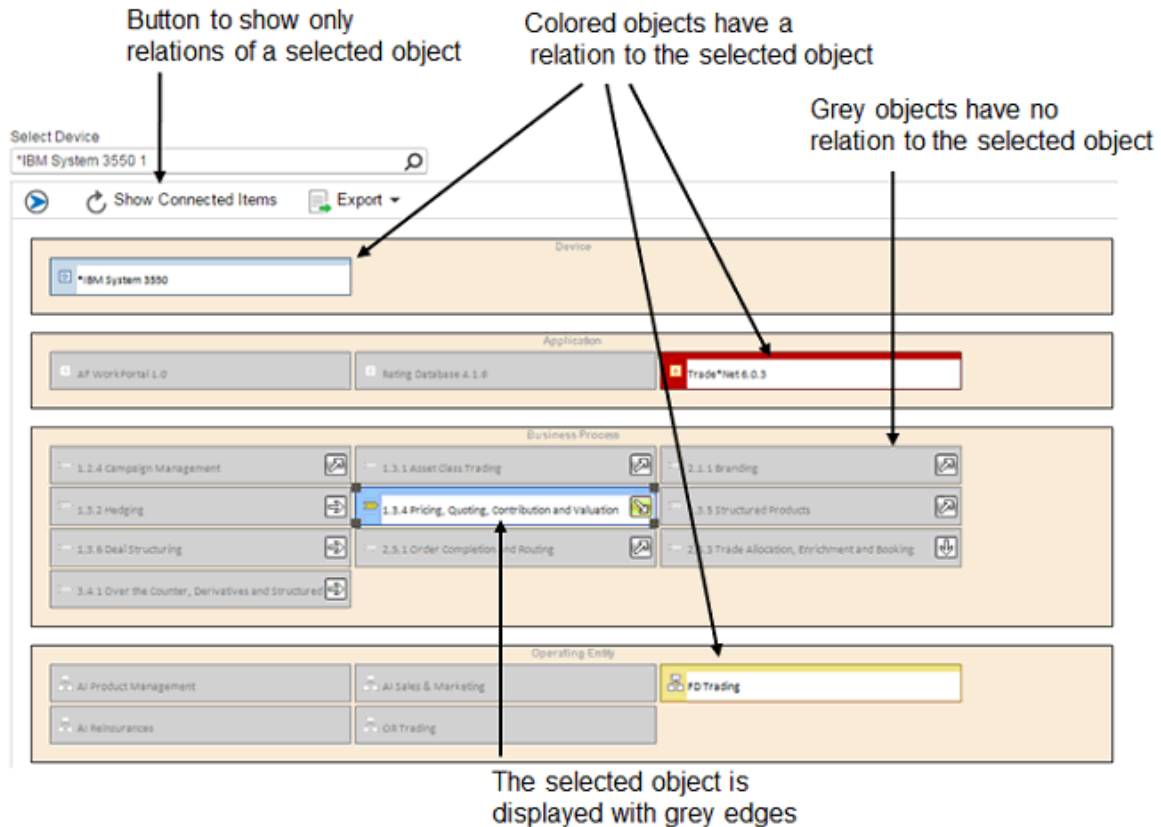 Button to show only
relations of a selected object
Colored objects have a
relation to the selected object
Grey objects have no
relation to the selected object
Select Device
*IBM System 3550 1
Show Connected Items
Export
Device
*IBM System 3550
Application
AF WorkPortal 1.0
Rating Database 4.1.6
Trade*Net 6.0.3
Business Process
1.2.4 Campaign Management
1.3.1 Asset Class Trading
2.1.1 Branding
1.3.2 Hedging
1.3.4 Pricing, Quoting, Contribution and Valuation
Structured Products
1.3.6 Deal Structuring
2.5.1 Order Completion and Routing
Trade Allocation, Enrichment and Booking
3.4.1 Over the Counter, Derivatives and Structured
Operating Entity
AI Product Management
AI Sales & Marketing
FD Trading
AI Reinsurances
OR Trading
The selected object is
displayed with grey edges